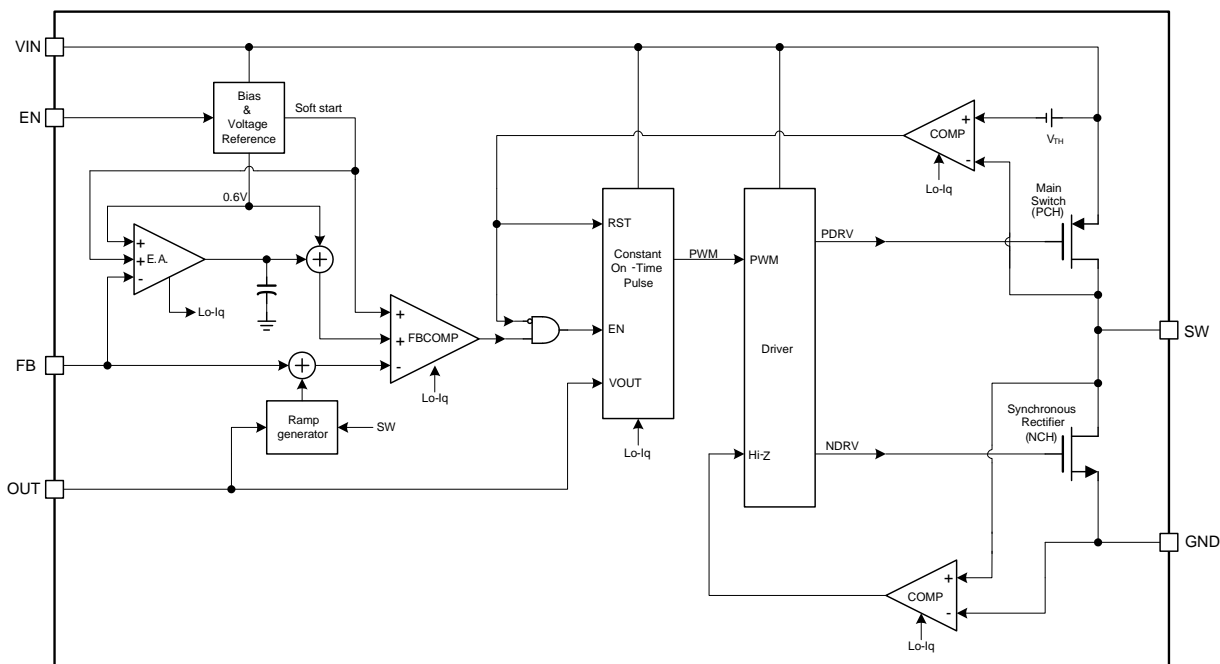 VIN
EN
Bias
&
Voltage
Reference
Soft start
0.6V
+
+
-
E.A.
Lo-Iq
+
FB
+
Ramp
generator
SW
OUT
+
+
-
FBCOMP
Lo-Iq
RST
Constant
On -Time
Pulse
EN
VOUT
Lo-Iq
PWM
PWM
Driver
Hi-Z
PDRV
NDRV
COMP
+
-
Lo-Iq
VTH
Main
Switch
(PCH)
SW
Synchronous
Rectifier
(NCH)
GND
COMP
+
-
Lo-Iq